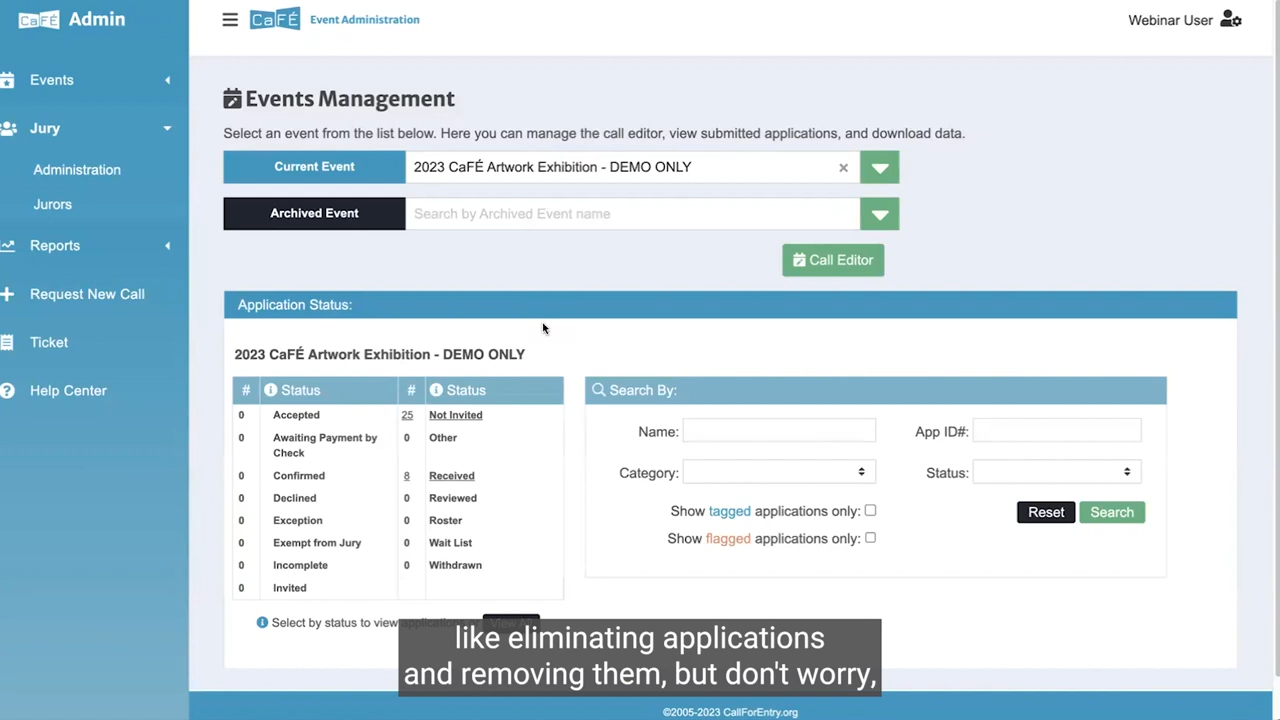 CaFÉ Admin
CaFÉ Event Administration
Webinar User
Events
Jury
Administration
Jurors
Reports
Request New Call
Ticket
Help Center
Events Management
Select an event from the list below. Here you can manage the call editor, view submitted applications, and download data.
Current Event 2023 CaFÉ Artwork Exhibition - DEMO ONLY ×
Archived Event Search by Archived Event name
Call Editor
Application Status:
2023 CaFÉ Artwork Exhibition - DEMO ONLY
# Status # Status
0 Accepted 25 Not Invited
0 Awaiting Payment by 0 Other
Check
0 Confirmed 8 Received
0 Declined 0 Reviewed
0 Exception 0 Roster
0 Exempt from Jury 0 Wait List
0 Incomplete 0 Withdrawn
0 Invited
Search By:
Name: App ID#:
Category: Status:
Show tagged applications only:
Show flagged applications only:
Reset Search
Select by status to view applications or View All
like eliminating applications
and removing them, but don't worry,
©2005-2023 CallForEntry.org